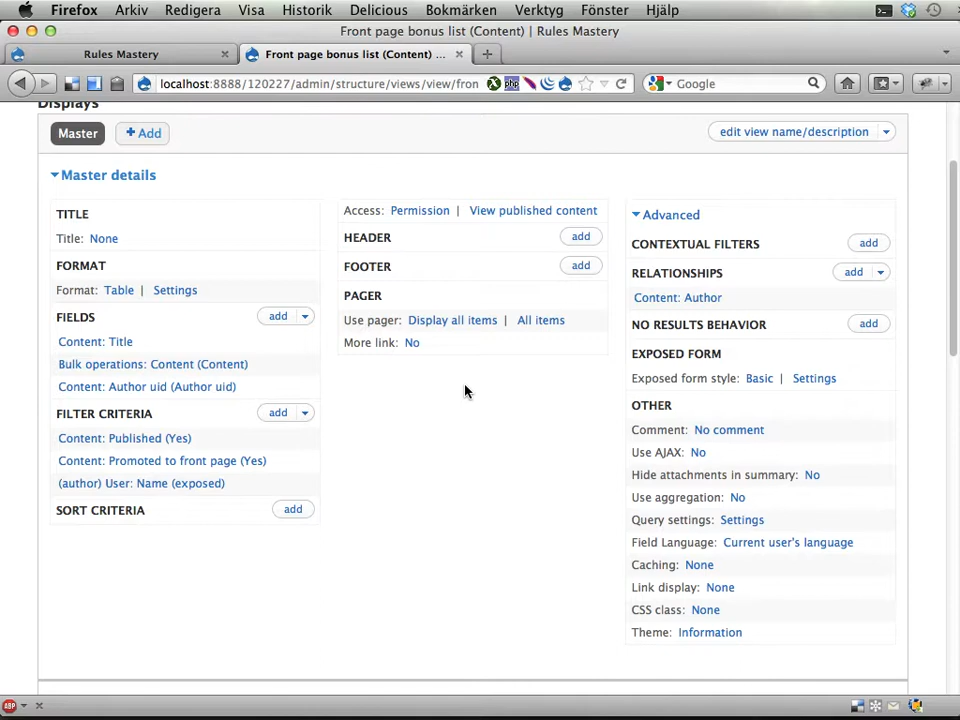 Firefox Arkiv Redigera Visa Historik Delicious Bokmärken Verktyg Fönster Hjälp
Front page bonus list (Content) | Rules Mastery
Rules Mastery
Front page bonus list (Content) ...
localhost:8888/120227/admin/structure/views/view/fron
php
Google
Displays
Master
Add
edit view name/description
Master details
TITLE
Title: None
FORMAT
Format: Table | Settings
FIELDS add
Content: Title
Bulk operations: Content (Content)
Content: Author uid (Author uid)
FILTER CRITERIA add
Content: Published (Yes)
Content: Promoted to front page (Yes)
(author) User: Name (exposed)
SORT CRITERIA add
Access: Permission | View published content
HEADER add
FOOTER add
PAGER
Use pager: Display all items | All items
More link: No
Advanced
CONTEXTUAL FILTERS add
RELATIONSHIPS add
Content: Author
NO RESULTS BEHAVIOR add
EXPOSED FORM
Exposed form style: Basic | Settings
OTHER
Comment: No comment
Use AJAX: No
Hide attachments in summary: No
Use aggregation: No
Query settings: Settings
Field Language: Current user's language
Caching: None
Link display: None
CSS class: None
Theme: Information
ABP